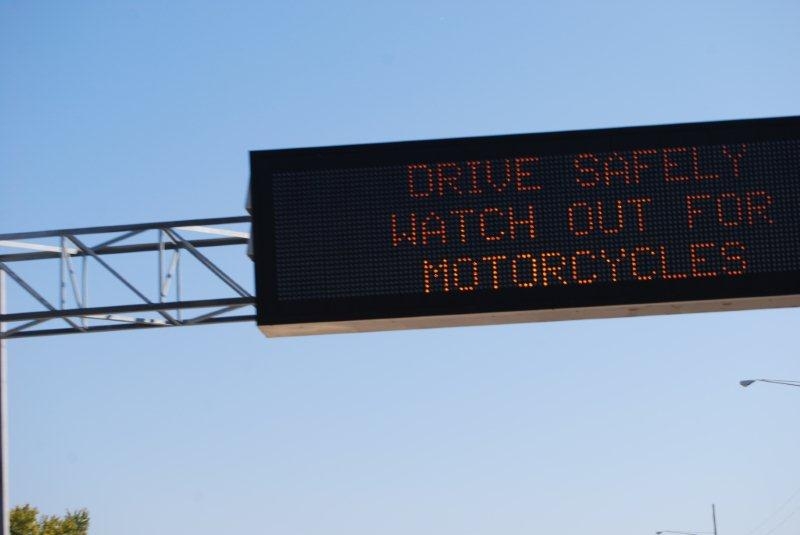 DRIVE SAFELY
WATCH OUT FOR
MOTORCYCLES